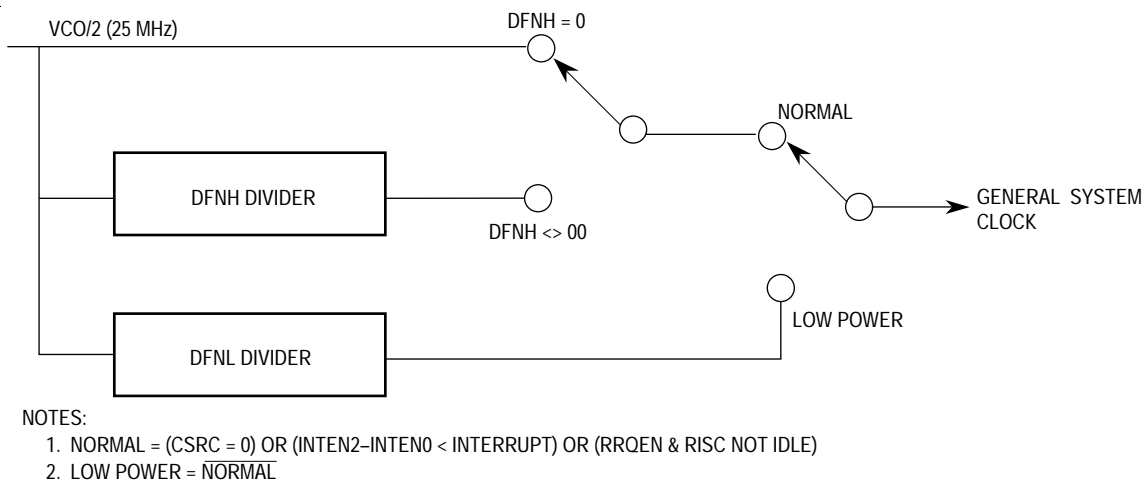 VCO/2 (25 MHz)
DFNH = 0
NORMAL
DFNH DIVIDER
GENERAL SYSTEM
CLOCK
DFNH <> 00
LOW POWER
DFNL DIVIDER
NOTES:
1. NORMAL = (CSRC = 0) OR (INTEN2–INTEN0 < INTERRUPT) OR (RRQEN & RISC NOT IDLE)
2. LOW POWER = N̅O̅R̅M̅A̅L̅